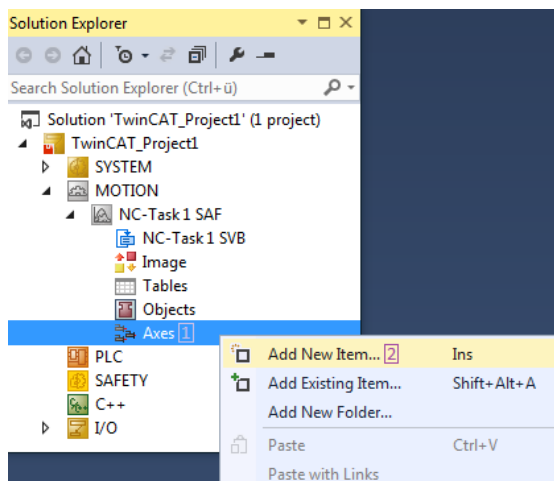 Solution Explorer
Search Solution Explorer (Ctrl+ü)
Solution 'TwinCAT_Project1' (1 project)
TwinCAT_Project1
SYSTEM
MOTION
NC-Task 1 SAF
NC-Task 1 SVB
Image
Tables
Objects
Axes 1
PLC
SAFETY
C++
I/O
Add New Item... 2 Ins
Add Existing Item... Shift+Alt+A
Add New Folder...
Paste Ctrl+V
Paste with Links